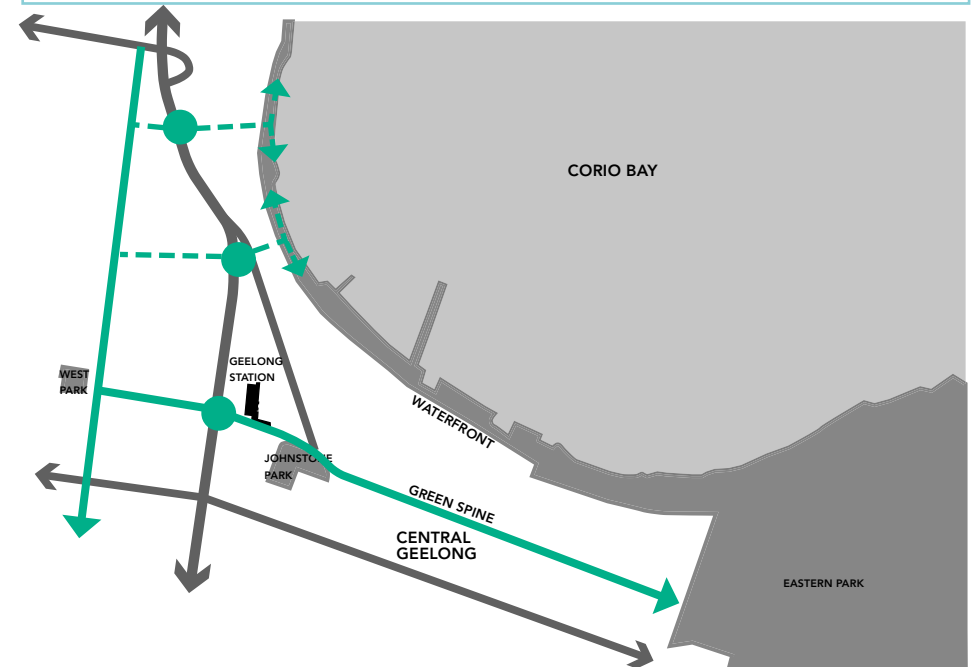 CORIO BAY
GEELONG
STATION
WEST
PARK
WATERFRONT
JOHNSTONE
PARK
GREEN SPINE
CENTRAL
GEELONG
EASTERN PARK